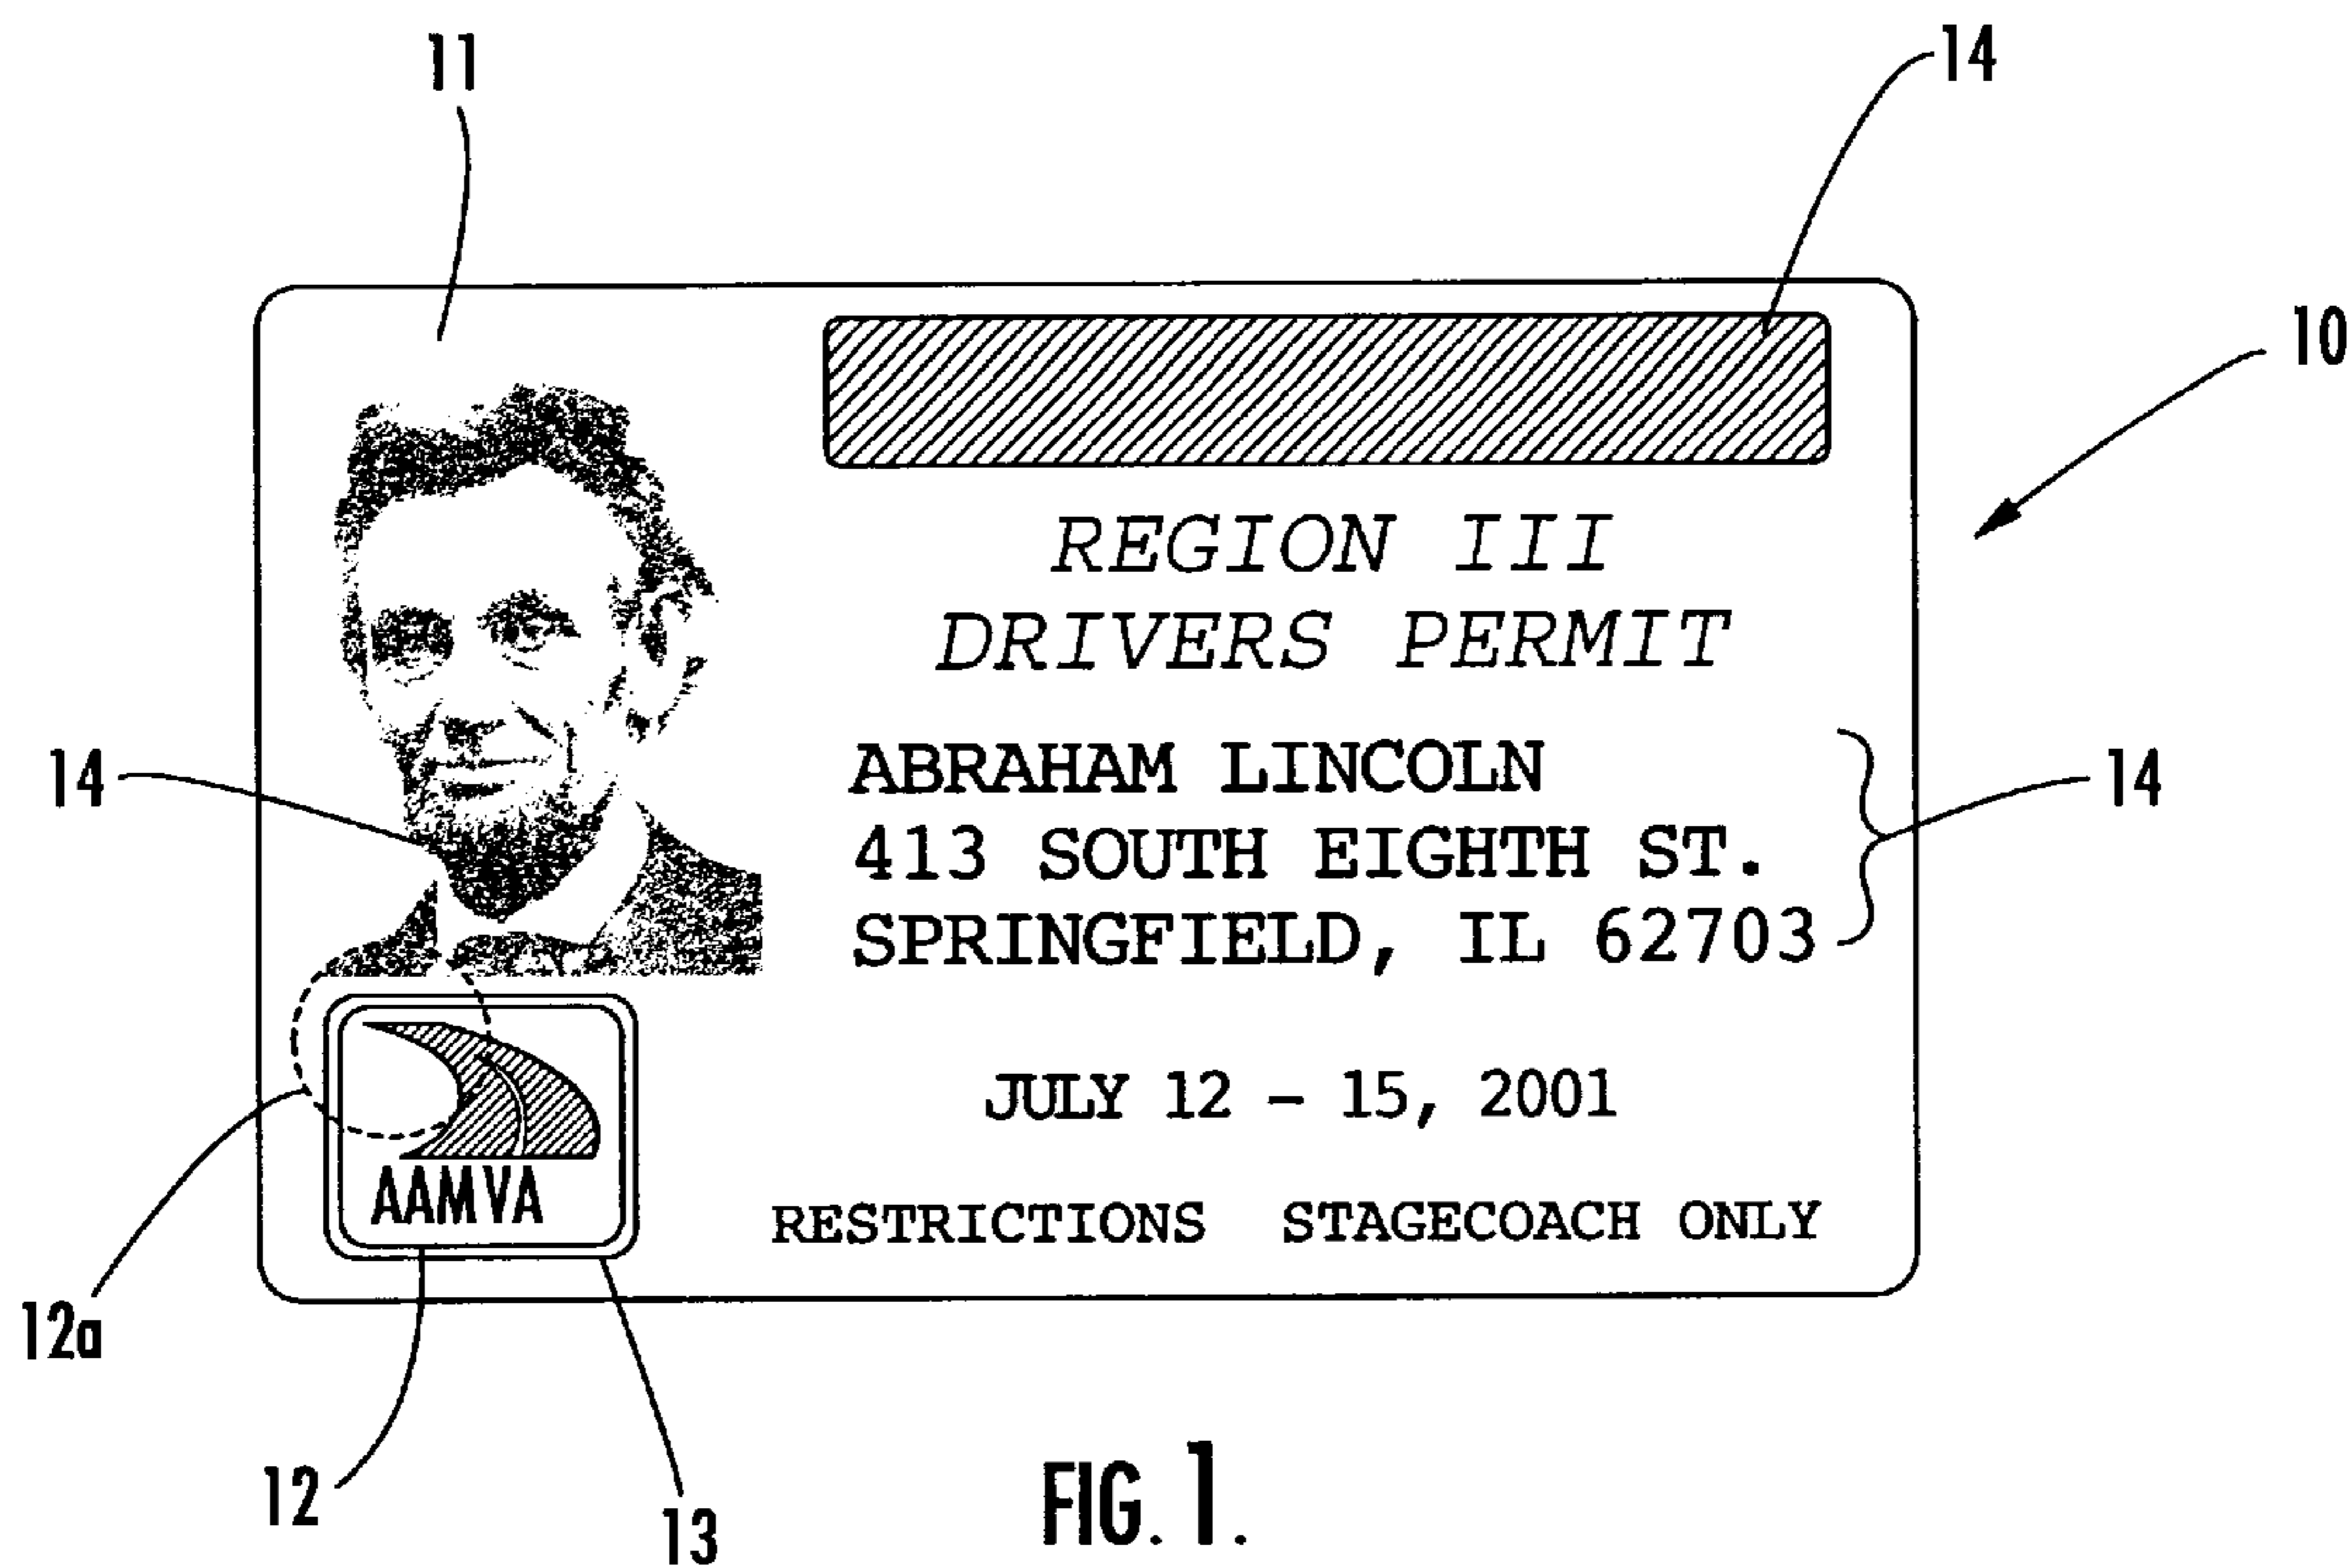 11
14
10
REGION III
DRIVERS PERMIT
14
ABRAHAM LINCOLN
413 SOUTH EIGHTH ST.
SPRINGFIELD, IL 62703
14
JULY 12 – 15, 2001
AAMVA
RESTRICTIONS STAGECOACH ONLY
12a
12
13
FIG. 1.